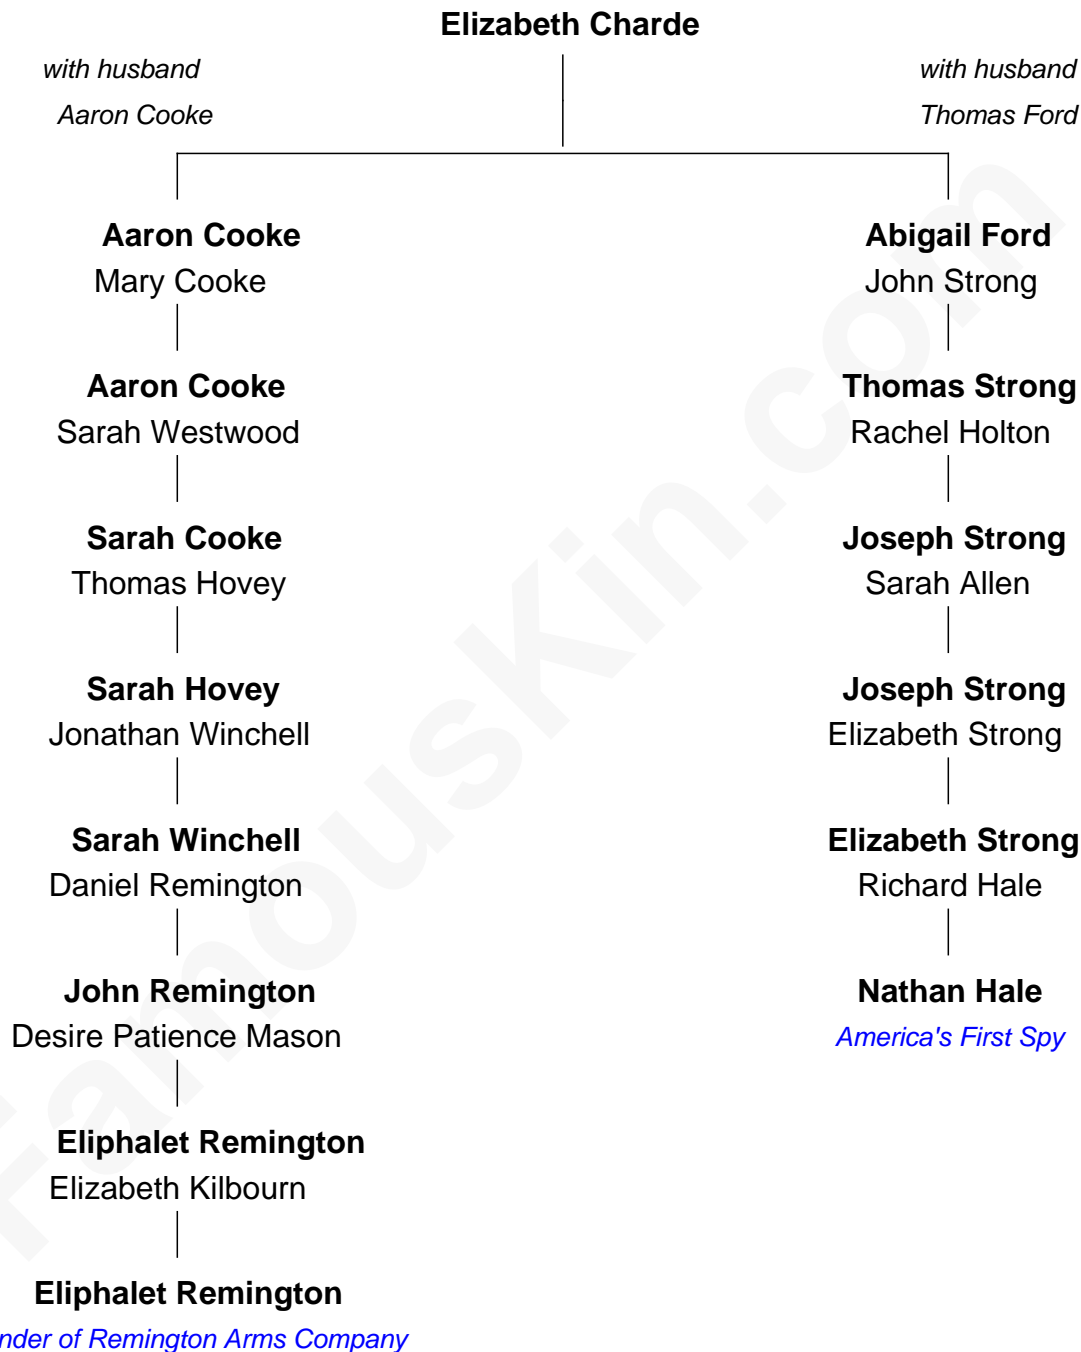 Elizabeth Charde
with husband
Aaron Cooke
with husband
Thomas Ford
Aaron Cooke
Mary Cooke
Abigail Ford
John Strong
Aaron Cooke
Sarah Westwood
Thomas Strong
Rachel Holton
Sarah Cooke
Thomas Hovey
Joseph Strong
Sarah Allen
Sarah Hovey
Jonathan Winchell
Joseph Strong
Elizabeth Strong
Sarah Winchell
Daniel Remington
Elizabeth Strong
Richard Hale
John Remington
Desire Patience Mason
Nathan Hale
America's First Spy
Eliphalet Remington
Elizabeth Kilbourn
Eliphalet Remington
nder of Remington Arms Company
FamousKin.com